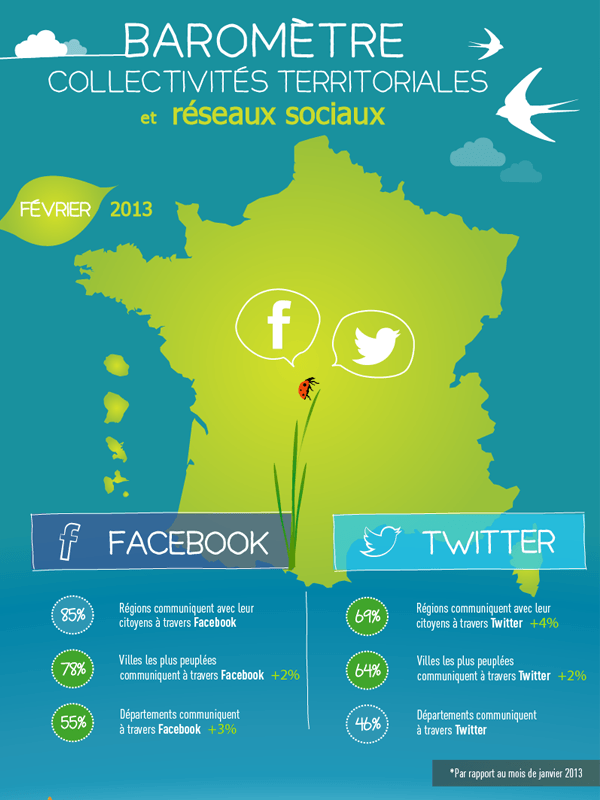 BAROMÈTRE
COLLECTIVITÉS TERRITORIALES
et réseaux sociaux
FÉVRIER 2013
FACEBOOK
85%
Régions communiquent avec leur
citoyens à travers Facebook
78%
Villes les plus peuplées
communiquent à travers Facebook +2%
55%
Départements communiquent
à travers Facebook +3%
TWITTER
69%
Régions communiquent avec leur
citoyens à travers Twitter +4%
64%
Villes les plus peuplées
communiquent à travers Twitter +2%
46%
Départements communiquent
à travers Twitter
*Par rapport au mois de janvier 2013